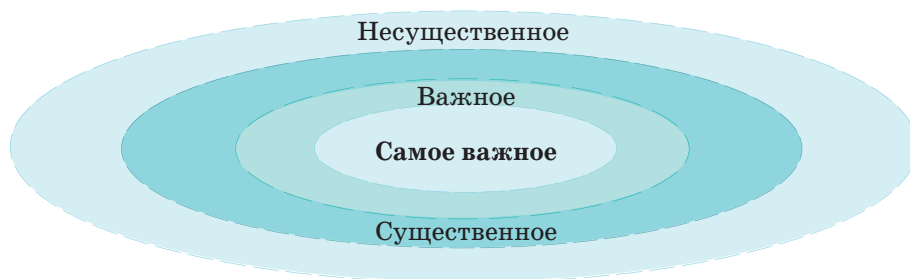 Несущественное
Важное
Самое важное
Существенное